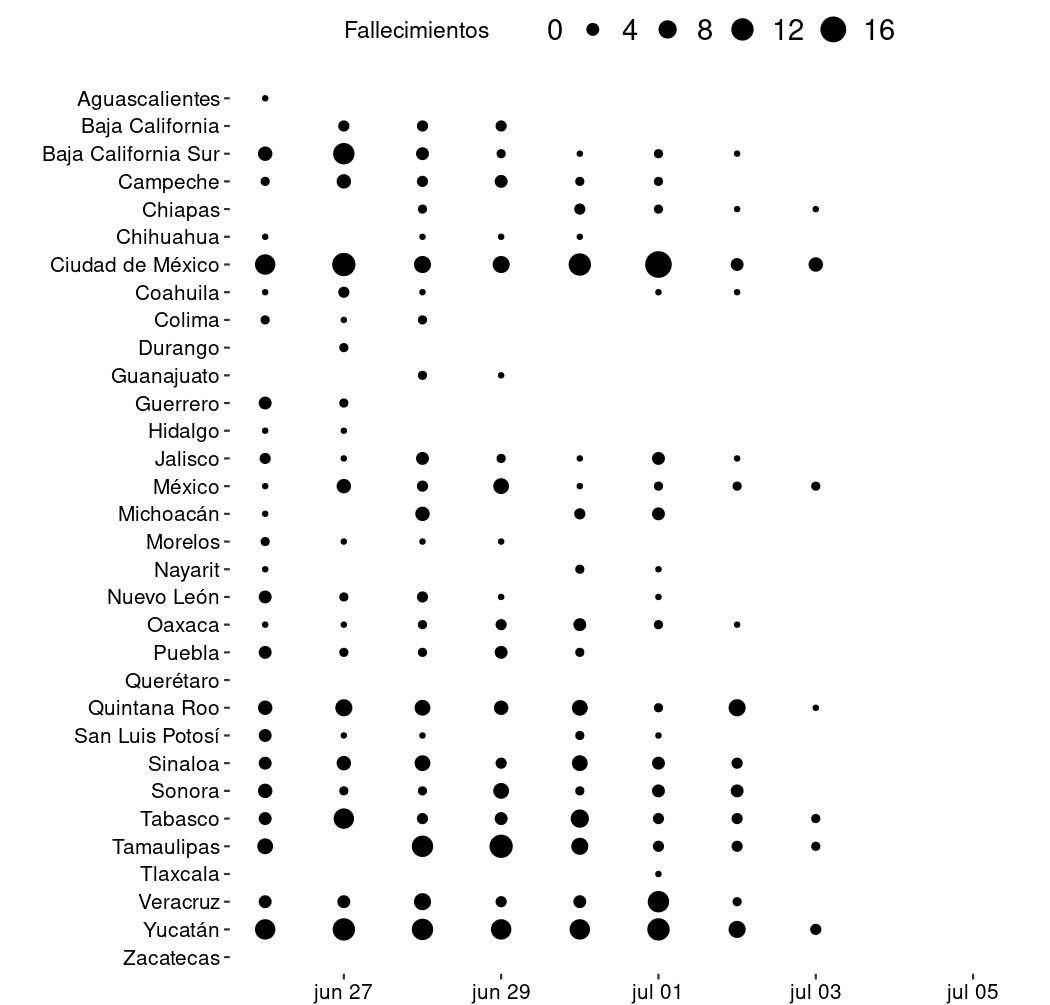 Fallecimientos 0 4 8 12 16
Aguascalientes
Baja California
Baja California Sur
Campeche
Chiapas
Chihuahua
Ciudad de México
Coahuila
Colima
Durango
Guanajuato
Guerrero
Hidalgo
Jalisco
México
Michoacán
Morelos
Nayarit
Nuevo León
Oaxaca
Puebla
Querétaro
Quintana Roo
San Luis Potosí
Sinaloa
Sonora
Tabasco
Tamaulipas
Tlaxcala
Veracruz
Yucatán
Zacatecas
jun 27 jun 29 jul 01 jul 03 jul 05